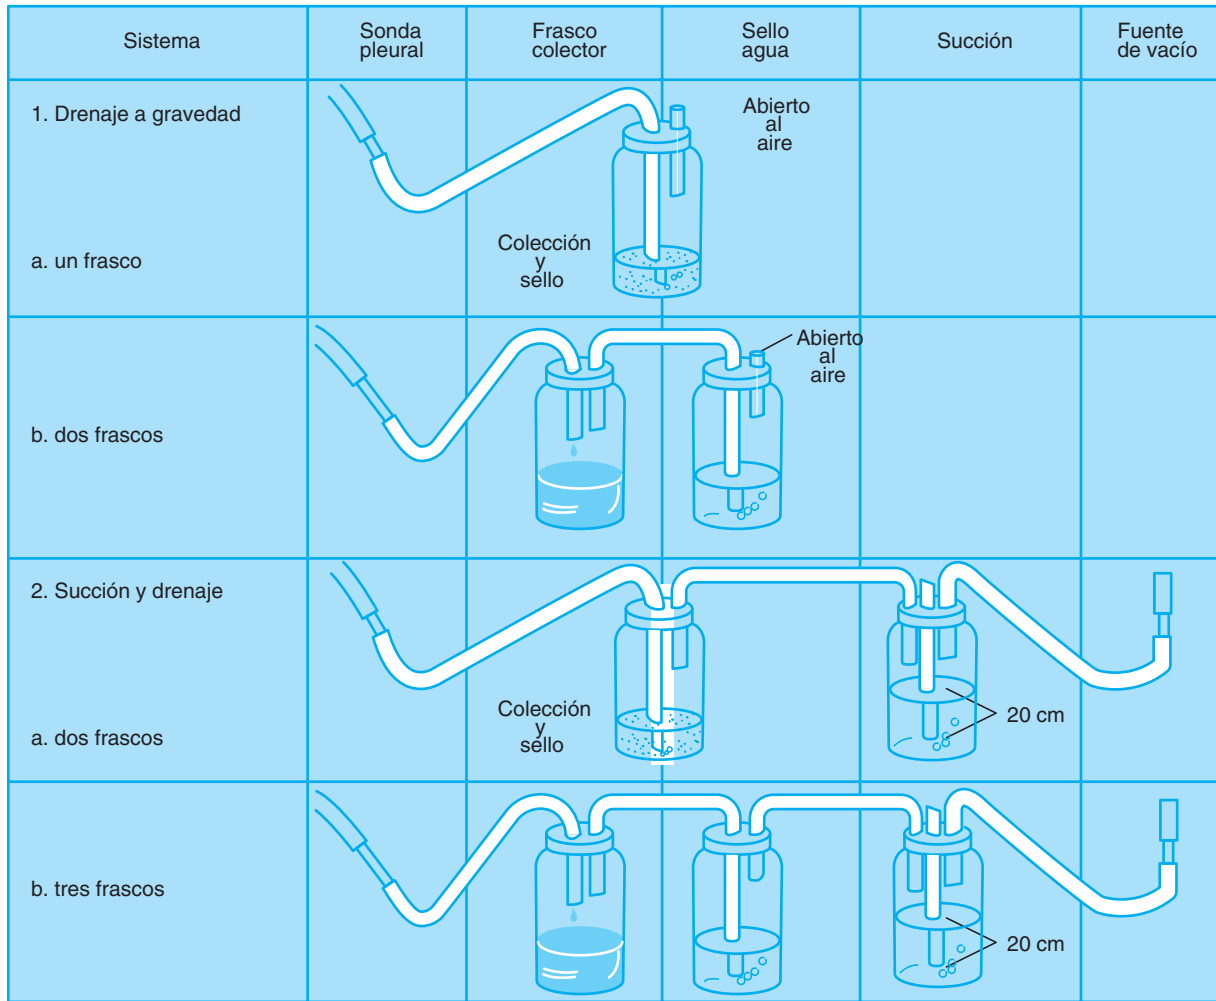 Sistema
Sonda
pleural
Frasco
colector
Sello
agua
Succión
Fuente
de vacío
1. Drenaje a gravedad
Abierto
al
aire
a. un frasco
Colección
y
sello
b. dos frascos
Abierto
al
aire
2. Succión y drenaje
a. dos frascos
Colección
y
sello
20 cm
b. tres frascos
20 cm